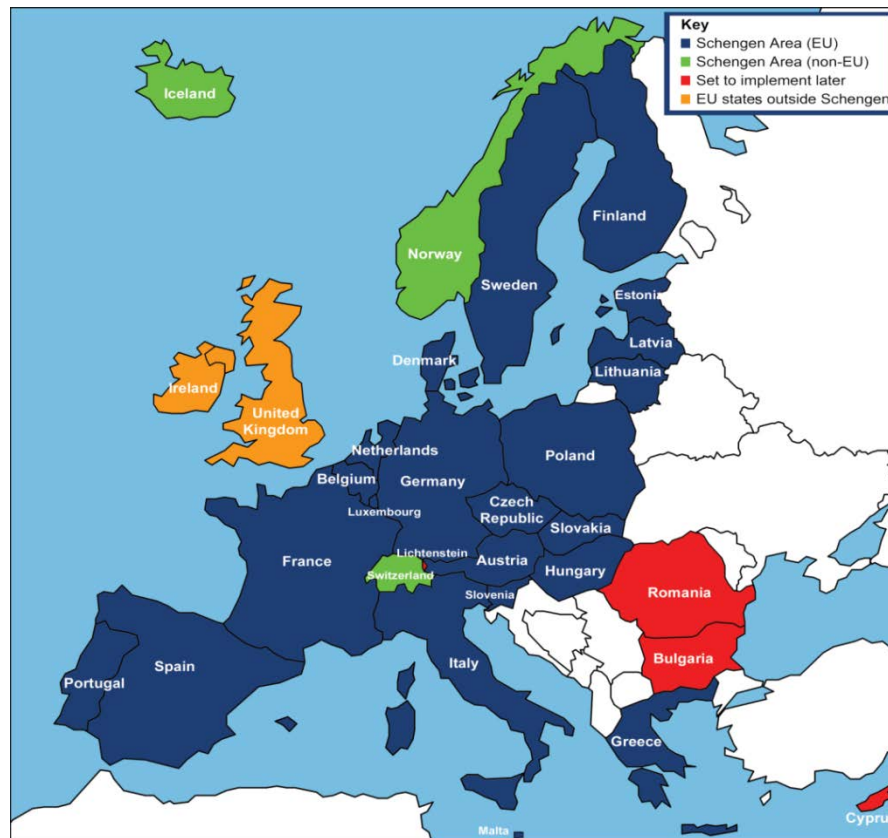 Key
Schengen Area (EU)
Schengen Area (non-EU)
Set to implement later
EU states outside Schengen
Iceland
Finland
Norway
Sweden
Estonia
Latvia
Denmark
Lithuania
Ireland
United
Kingdom
Netherlands
Poland
Belgium
Germany
Czech
Republic
Luxembourg
Slovakia
Lichtenstein
France
Austria
Switzerland
Hungary
Slovenia
Romania
Spain
Italy
Bulgaria
Portugal
Greece
Cyprus
Malta